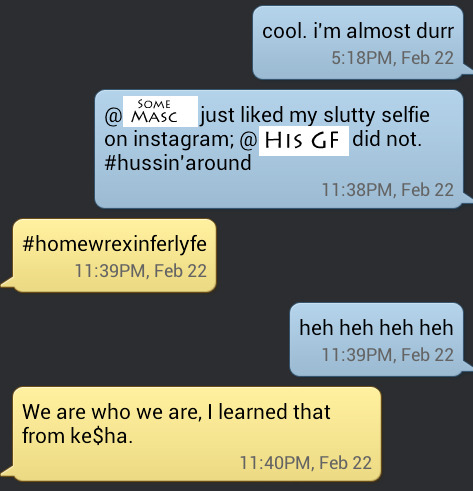 cool. i'm almost durr
5:18PM, Feb 22
@ SOME MASC just liked my slutty selfie
on instagram; @ HIS GF did not.
#hussin'around
11:38PM, Feb 22
#homewrexinferlyfe
11:39PM, Feb 22
heh heh heh heh
11:39PM, Feb 22
We are who we are, I learned that
from ke$ha.
11:40PM, Feb 22